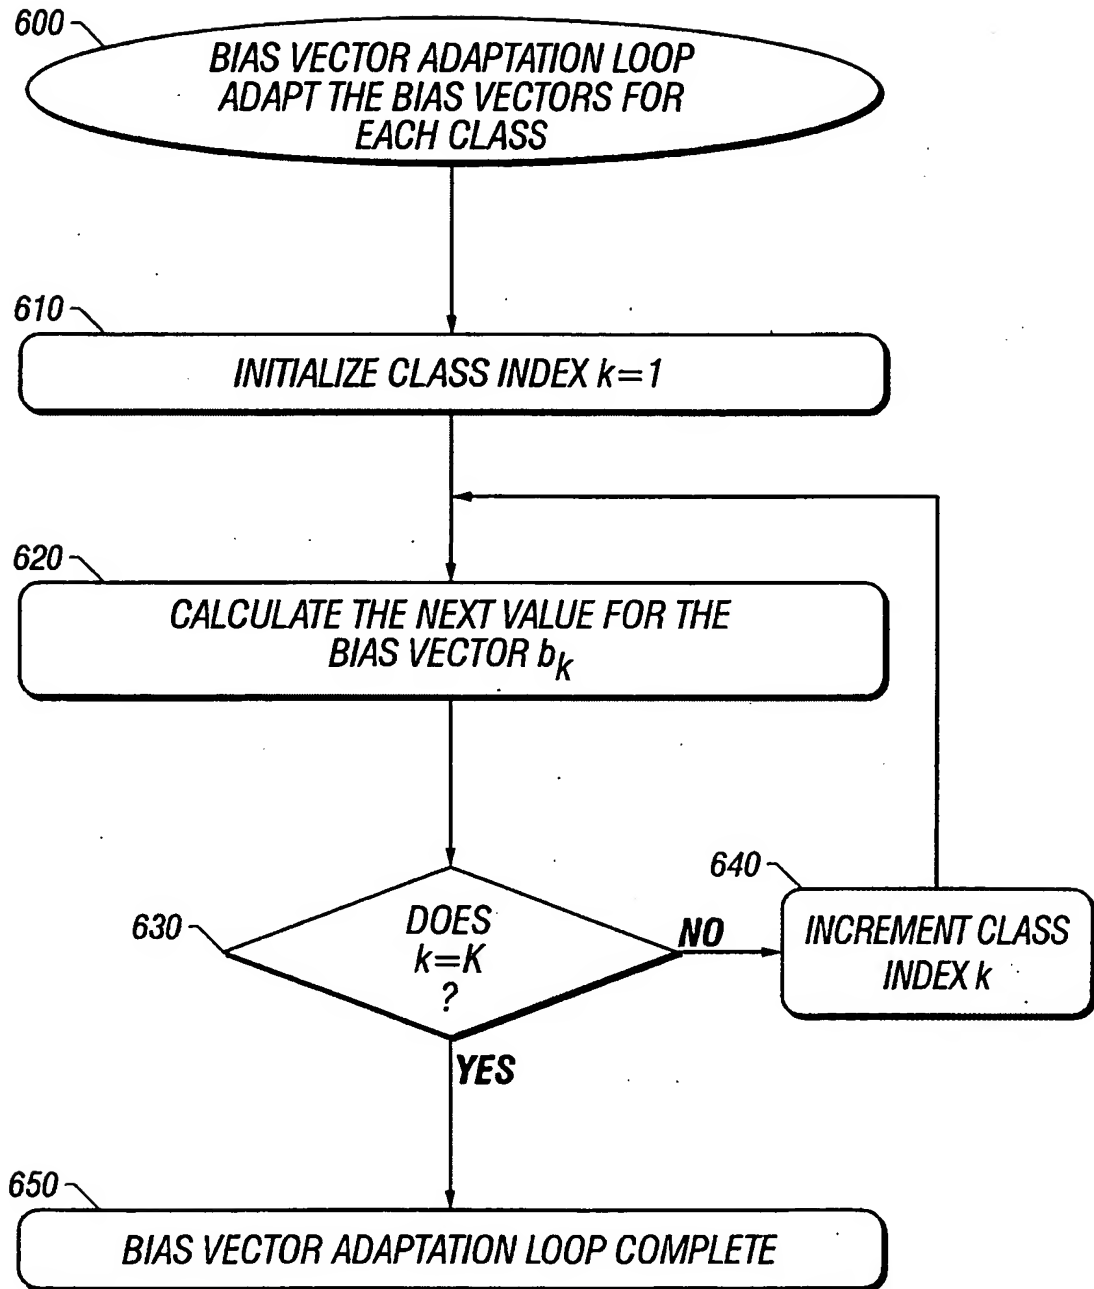 600
BIAS VECTOR ADAPTATION LOOP
ADAPT THE BIAS VECTORS FOR
EACH CLASS
610
INITIALIZE CLASS INDEX k=1
620
CALCULATE THE NEXT VALUE FOR THE
BIAS VECTOR bk
630
DOES
k=K
?
NO
640
INCREMENT CLASS
INDEX k
YES
650
BIAS VECTOR ADAPTATION LOOP COMPLETE